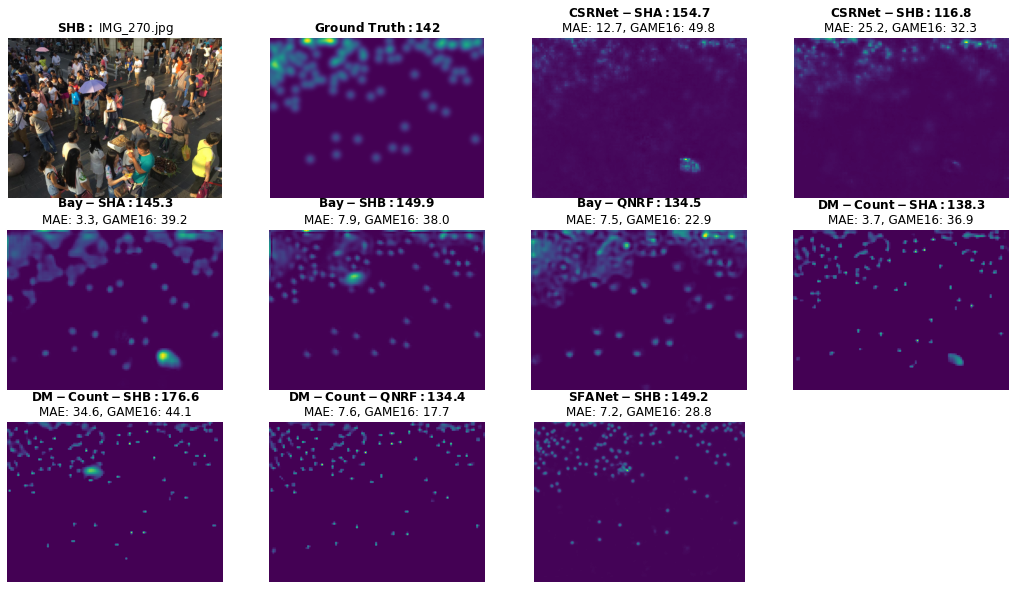 SHB: IMG_270.jpg
Ground Truth:142
CSRNet-SHA:154.7
MAE: 12.7, GAME16: 49.8
CSRNet-SHB:116.8
MAE: 25.2, GAME16: 32.3
Bay-SHA:145.3
MAE: 3.3, GAME16: 39.2
Bay-SHB:149.9
MAE: 7.9, GAME16: 38.0
Bay-QNRF:134.5
MAE: 7.5, GAME16: 22.9
DM-Count-SHA:138.3
MAE: 3.7, GAME16: 36.9
DM-Count-SHB:176.6
MAE: 34.6, GAME16: 44.1
DM-Count-QNRF:134.4
MAE: 7.6, GAME16: 17.7
SFANet-SHB:149.2
MAE: 7.2, GAME16: 28.8